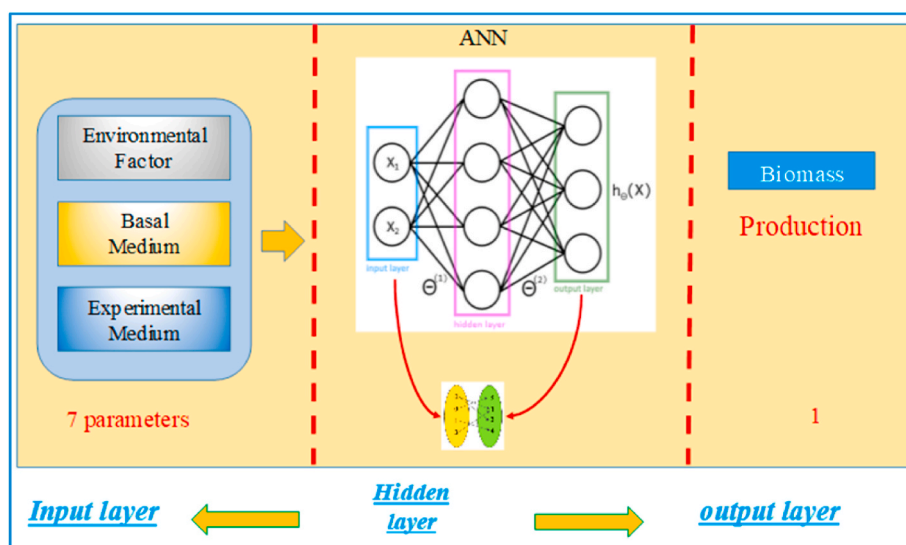 ANN
Environmental
Factor
Basal
Medium
Experimental
Medium
7 parameters
X1
X2
input layer
Θ(1)
hidden layer
Θ(2)
output layer
hΘ(X)
Biomass
Production
1
Input layer
Hidden
layer
output layer